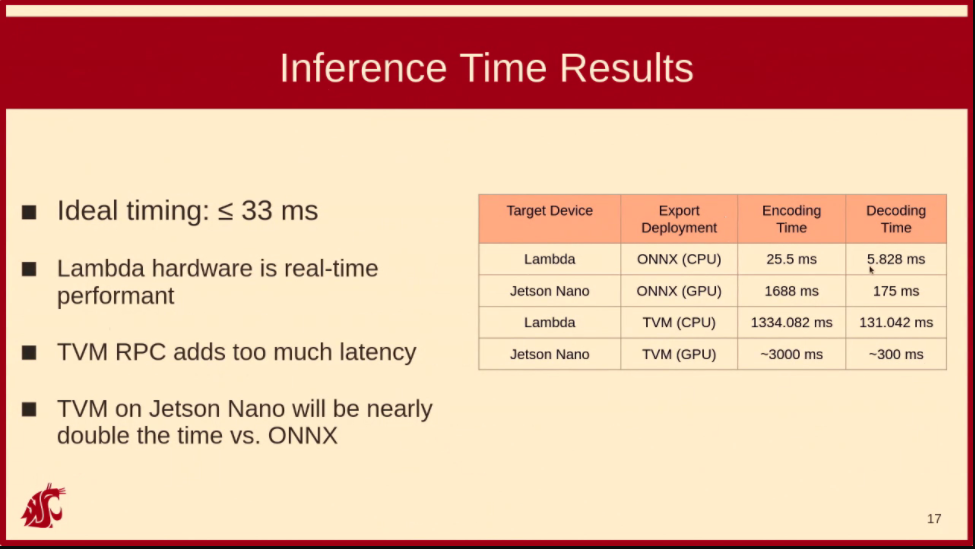 Inference Time Results
■ Ideal timing: ≤ 33 ms
■ Lambda hardware is real-time
performant
■ TVM RPC adds too much latency
■ TVM on Jetson Nano will be nearly
double the time vs. ONNX
Target Device Export Deployment Encoding Time Decoding Time
Lambda ONNX (CPU) 25.5 ms 5.828 ms
Jetson Nano ONNX (GPU) 1688 ms 175 ms
Lambda TVM (CPU) 1334.082 ms 131.042 ms
Jetson Nano TVM (GPU) ~3000 ms ~300 ms
17